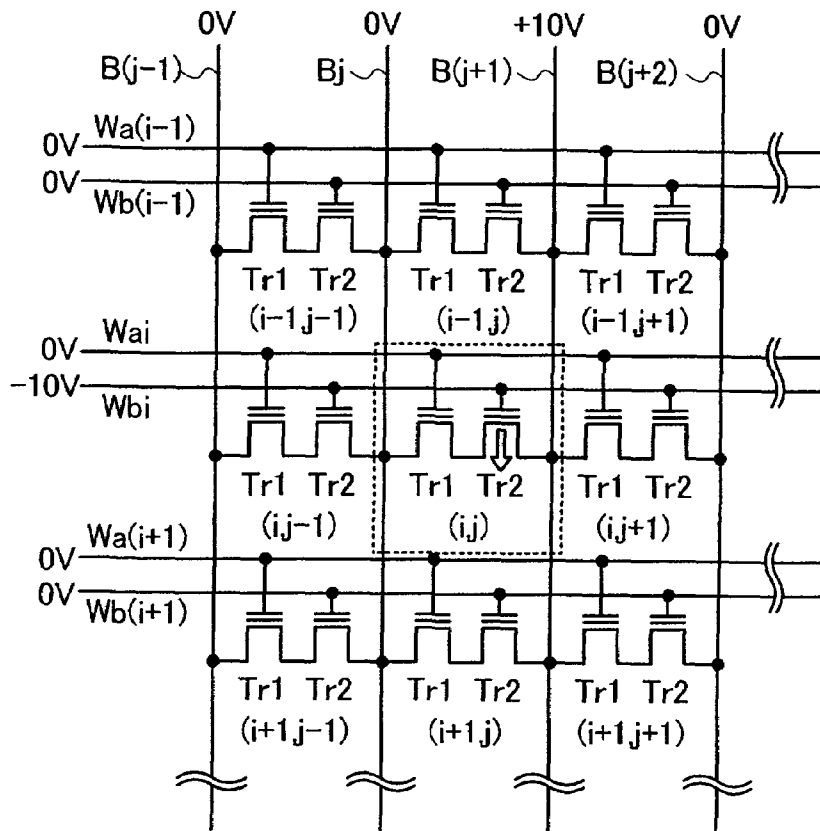 0V 0V +10V 0V
B(j-1) Bj B(j+1) B(j+2)
Wa(i-1)
0V
0V
Wb(i-1)
Tr1 Tr2 Tr1 Tr2 Tr1 Tr2
(i-1,j-1) (i-1,j) (i-1,j+1)
Wai
0V
-10V
Wbi
Tr1 Tr2 Tr1 Tr2 Tr1 Tr2
(i,j-1) (i,j) (i,j+1)
Wa(i+1)
0V
0V
Wb(i+1)
Tr1 Tr2 Tr1 Tr2 Tr1 Tr2
(i+1,j-1) (i+1,j) (i+1,j+1)